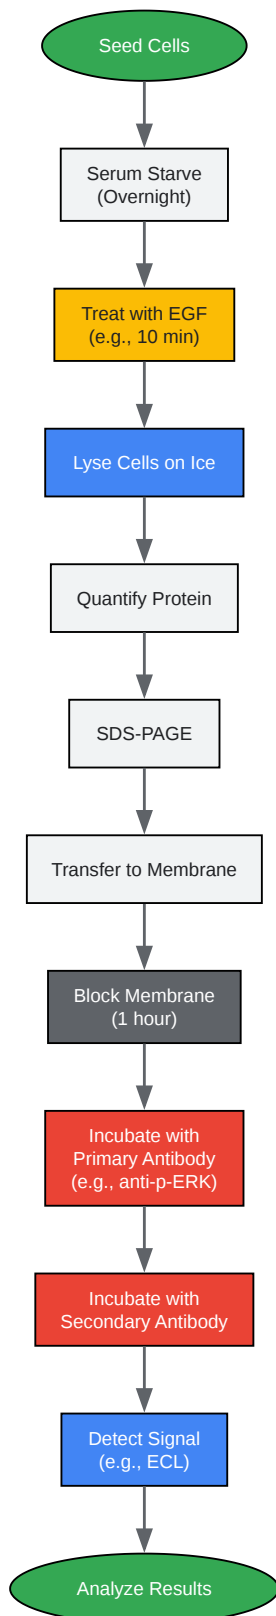 Seed Cells
Serum Starve
(Overnight)
Treat with EGF
(e.g., 10 min)
Lyse Cells on Ice
Quantify Protein
SDS-PAGE
Transfer to Membrane
Block Membrane
(1 hour)
Incubate with
Primary Antibody
(e.g., anti-p-ERK)
Incubate with
Secondary Antibody
Detect Signal
(e.g., ECL)
Analyze Results